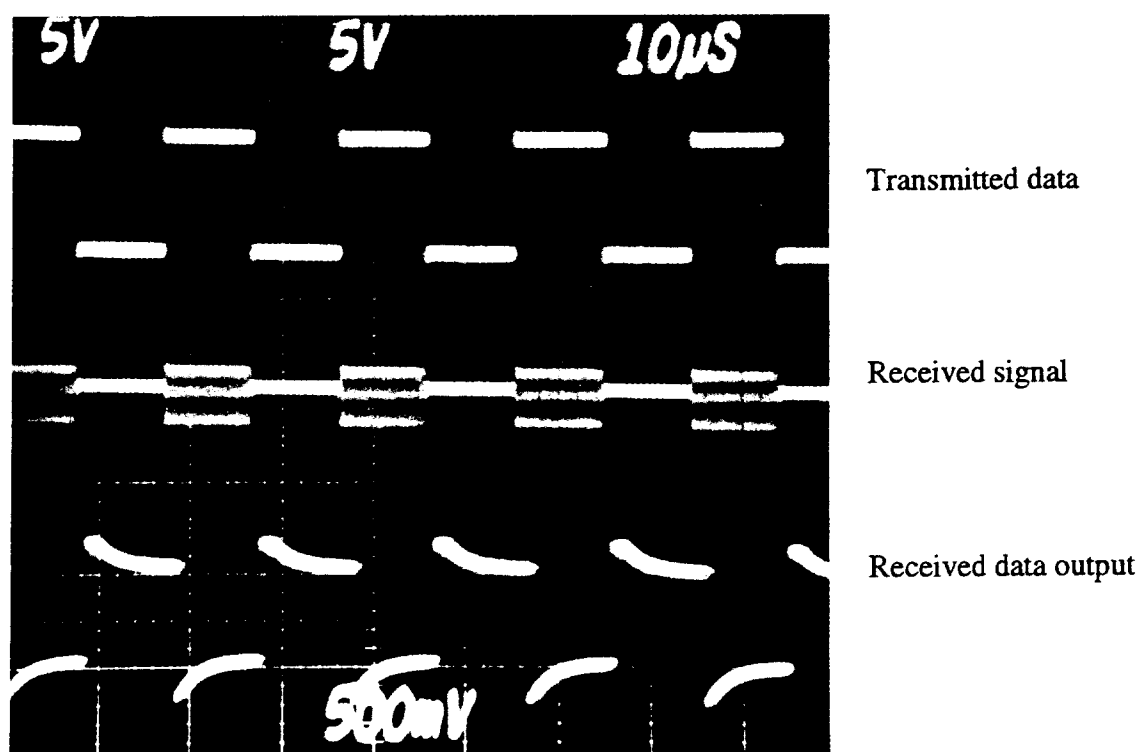 5V 5V 10µS
Transmitted data
Received signal
Received data output
500mV